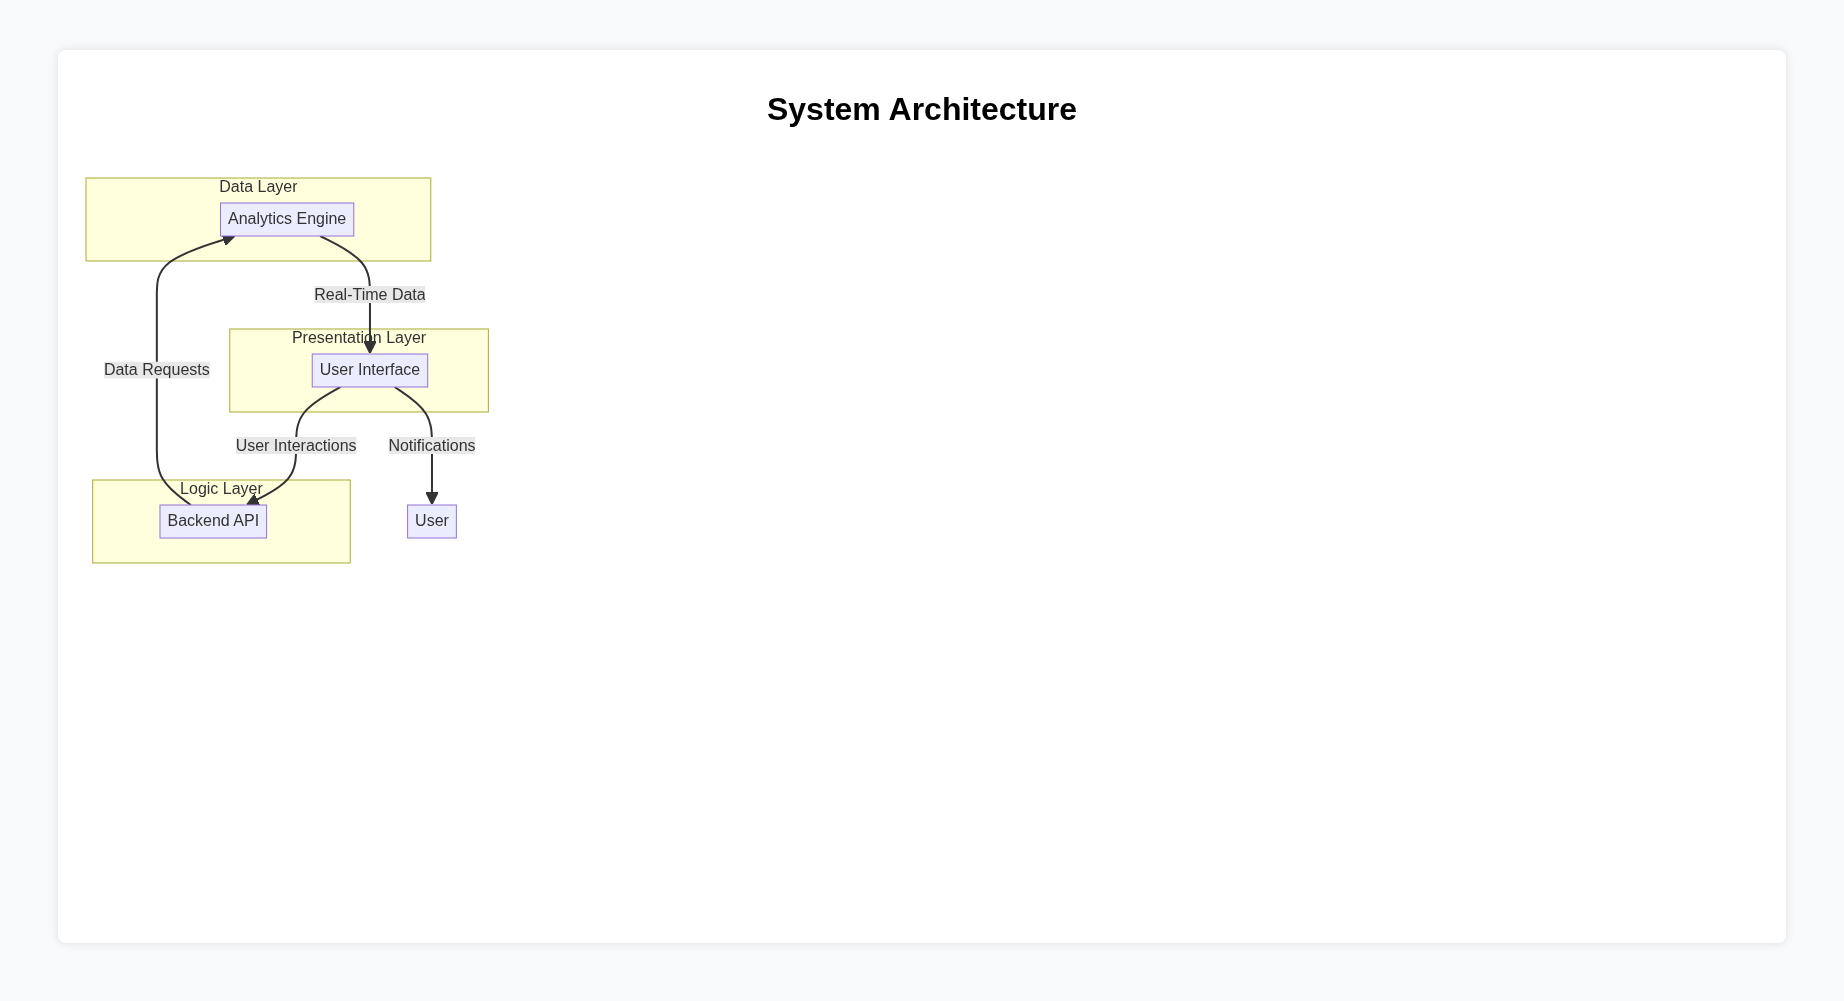 System Architecture
Data Layer
Analytics Engine
Real-Time Data
Presentation Layer
User Interface
Data Requests
User Interactions
Notifications
Logic Layer
Backend API
User